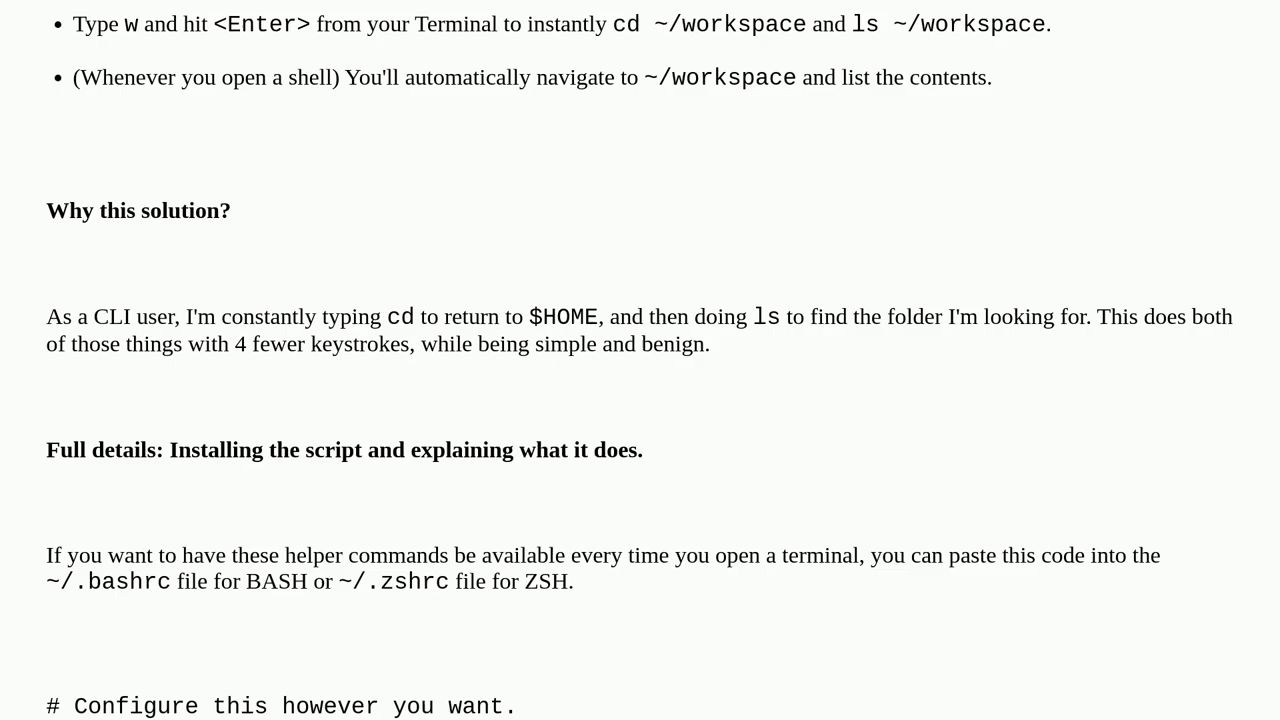 • Type w and hit <Enter> from your Terminal to instantly cd ~/workspace and ls ~/workspace.
• (Whenever you open a shell) You'll automatically navigate to ~/workspace and list the contents.
Why this solution?
As a CLI user, I'm constantly typing cd to return to $HOME, and then doing ls to find the folder I'm looking for. This does both
of those things with 4 fewer keystrokes, while being simple and benign.
Full details: Installing the script and explaining what it does.
If you want to have these helper commands be available every time you open a terminal, you can paste this code into the
~/.bashrc file for BASH or ~/.zshrc file for ZSH.
# Configure this however you want.